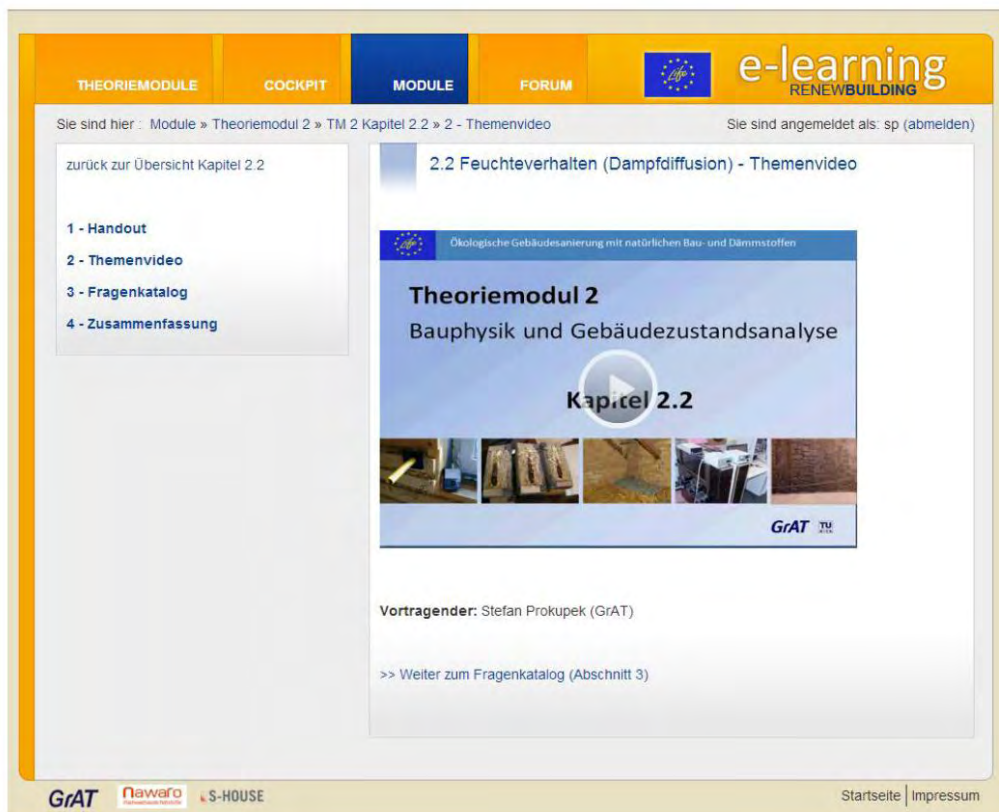 THEORIEMODULE COCKPIT MODULE FORUM
Life
e-learning
RENEWBUILDING
Sie sind hier : Module » Theoriemodul 2 » TM 2 Kapitel 2.2 » 2 - Themenvideo
Sie sind angemeldet als: sp (abmelden)
zurück zur Übersicht Kapitel 2.2
1 - Handout
2 - Themenvideo
3 - Fragenkatalog
4 - Zusammenfassung
2.2 Feuchteverhalten (Dampfdiffusion) - Themenvideo
Life
Ökologische Gebäudesanierung mit natürlichen Bau- und Dämmstoffen
Theoriemodul 2
Bauphysik und Gebäudezustandsanalyse
Kapitel 2.2
GrAT TU
Vortragender: Stefan Prokupek (GrAT)
>> Weiter zum Fragenkatalog (Abschnitt 3)
GrAT nawaro S-HOUSE
Startseite | Impressum